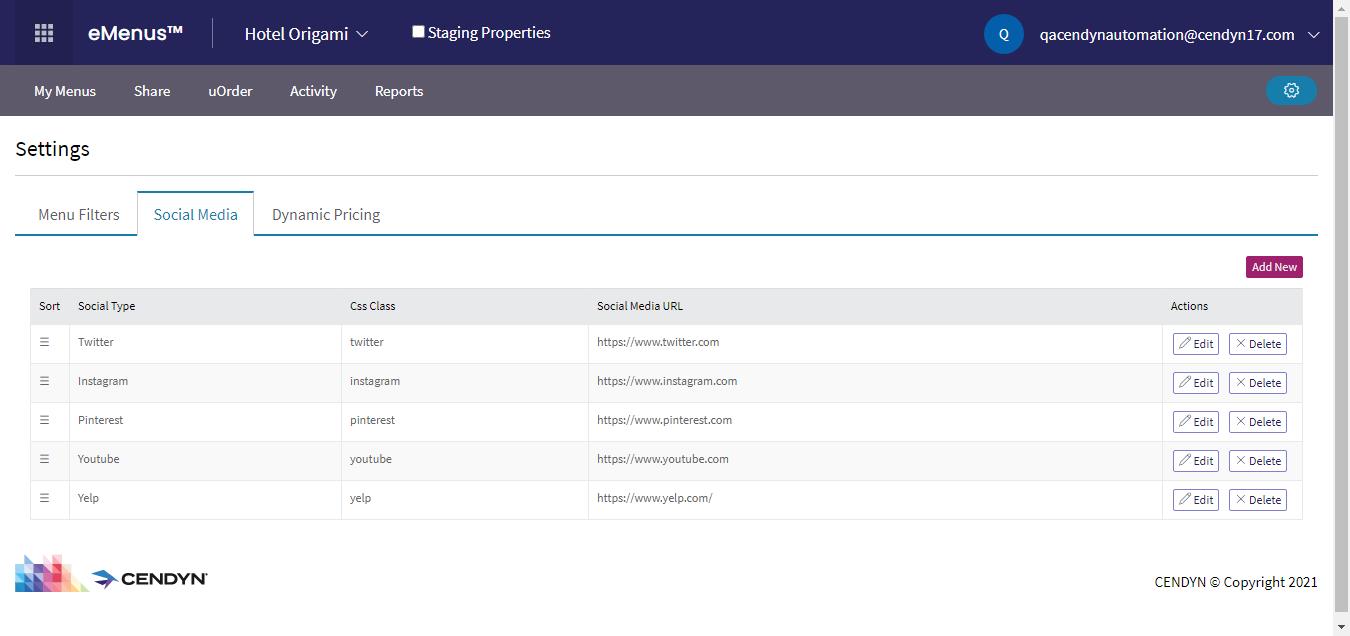 eMenus™ Hotel Origami Staging Properties Q qacendynautomation@cendyn17.com
My Menus Share uOrder Activity Reports
Settings
Menu Filters Social Media Dynamic Pricing
Add New
Sort Social Type Css Class Social Media URL Actions
Twitter twitter https://www.twitter.com Edit Delete
Instagram instagram https://www.instagram.com Edit Delete
Pinterest pinterest https://www.pinterest.com Edit Delete
Youtube youtube https://www.youtube.com Edit Delete
Yelp yelp https://www.yelp.com/ Edit Delete
CENDYN CENDYN © Copyright 2021